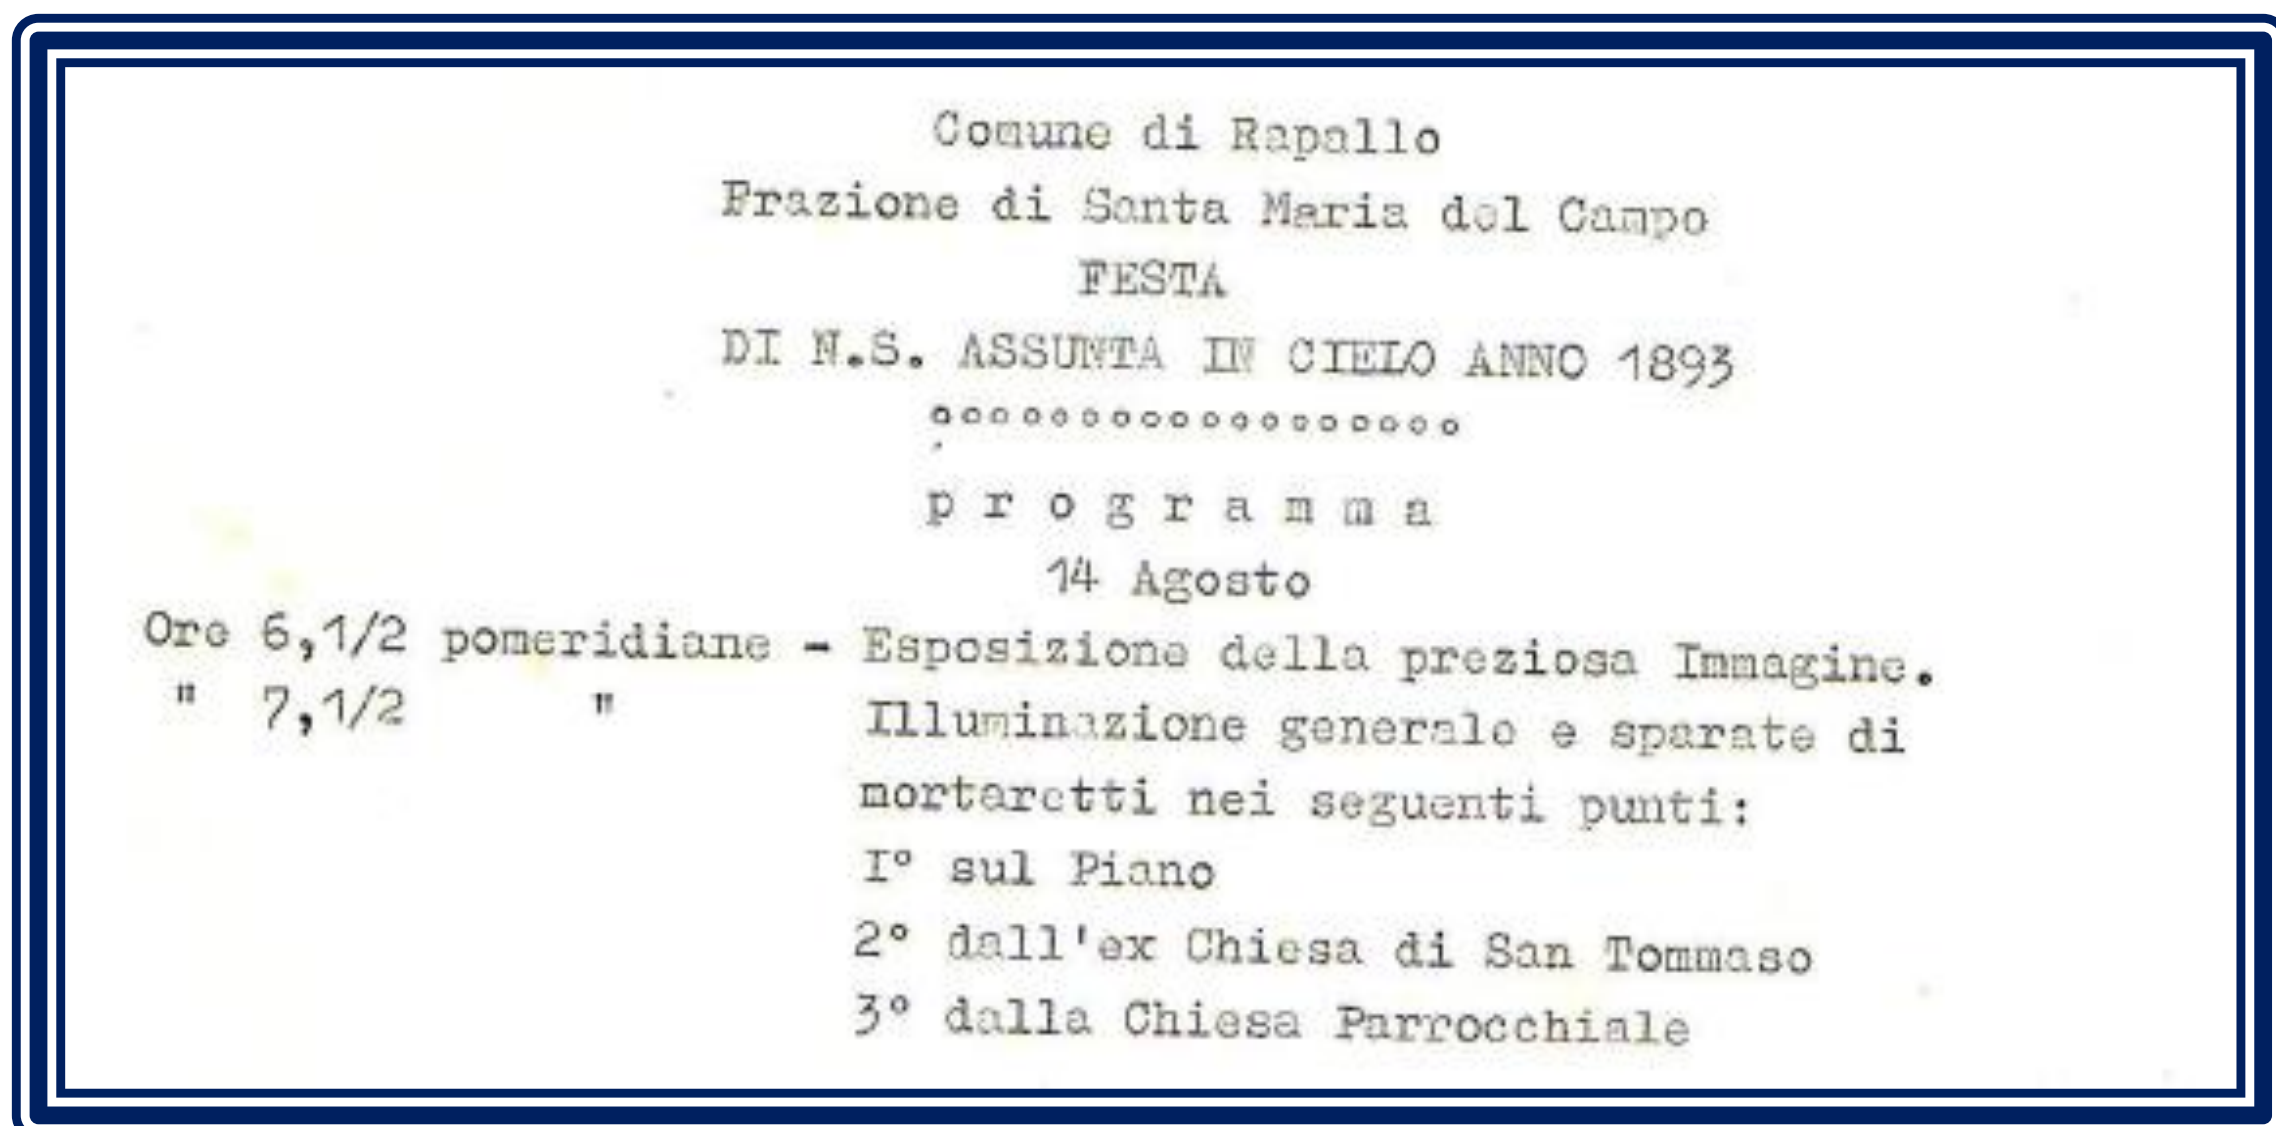 Comune di Rapallo
Frazione di Santa Maria del Campo
FESTA
DI N.S. ASSUNTA IN CIELO ANNO 1893
°°°°°°°°°°°°°°°°°°
p r o g r a m m a
14 Agosto
Ore 6,1/2 pomeridiane - Esposizione della preziosa Immagine.
" 7,1/2 " Illuminazione generale e sparate di
mortaretti nei seguenti punti:
I° sul Piano
2° dall'ex Chiesa di San Tommaso
3° dalla Chiesa Parrocchiale